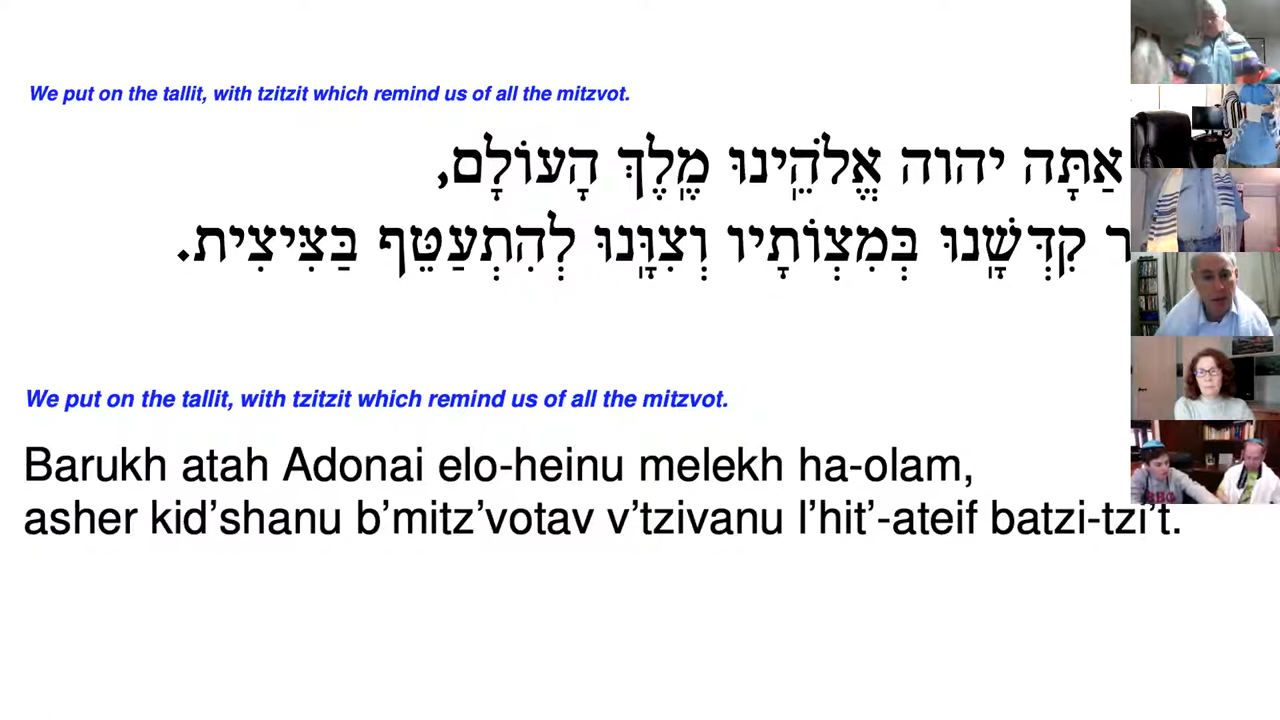 We put on the tallit, with tzitzit which remind us of all the mitzvot.
אַתָּה יהוה אֱלֹהֵֽינוּ מֶֽלֶךְ הָעוֹלָם,
ר קִדְּשָֽׁנוּ בְּמִצְוֹתָיו וְצִוָּֽנוּ לְהִתְעַטֵּף בַּצִּיצִית.
We put on the tallit, with tzitzit which remind us of all the mitzvot.
Barukh atah Adonai elo-heinu melekh ha-olam,
asher kid’shanu b’mitz’votav v’tzivanu l’hit’-ateif batzi-tzi’t.